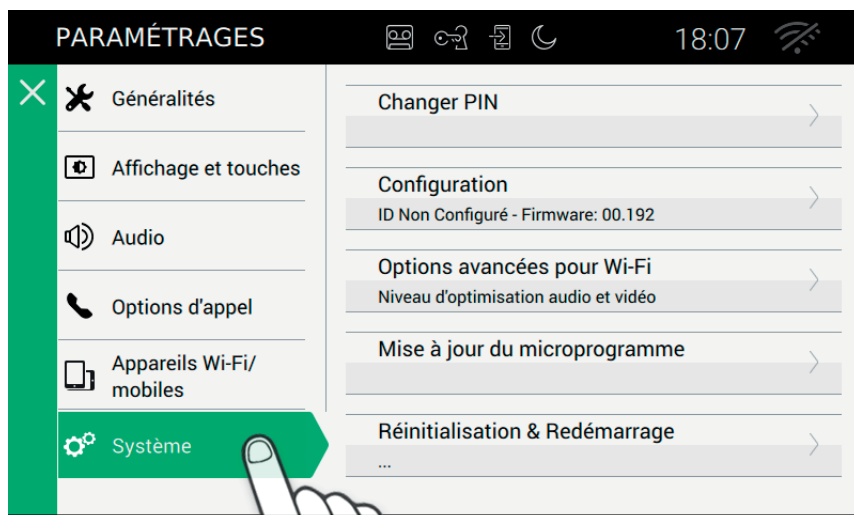 PARAMÉTRAGES
18:07
Généralités
Affichage et touches
Audio
Options d'appel
Appareils Wi-Fi/
mobiles
Système
Changer PIN
Configuration
ID Non Configuré - Firmware: 00.192
Options avancées pour Wi-Fi
Niveau d'optimisation audio et vidéo
Mise à jour du microprogramme
Réinitialisation & Redémarrage
...